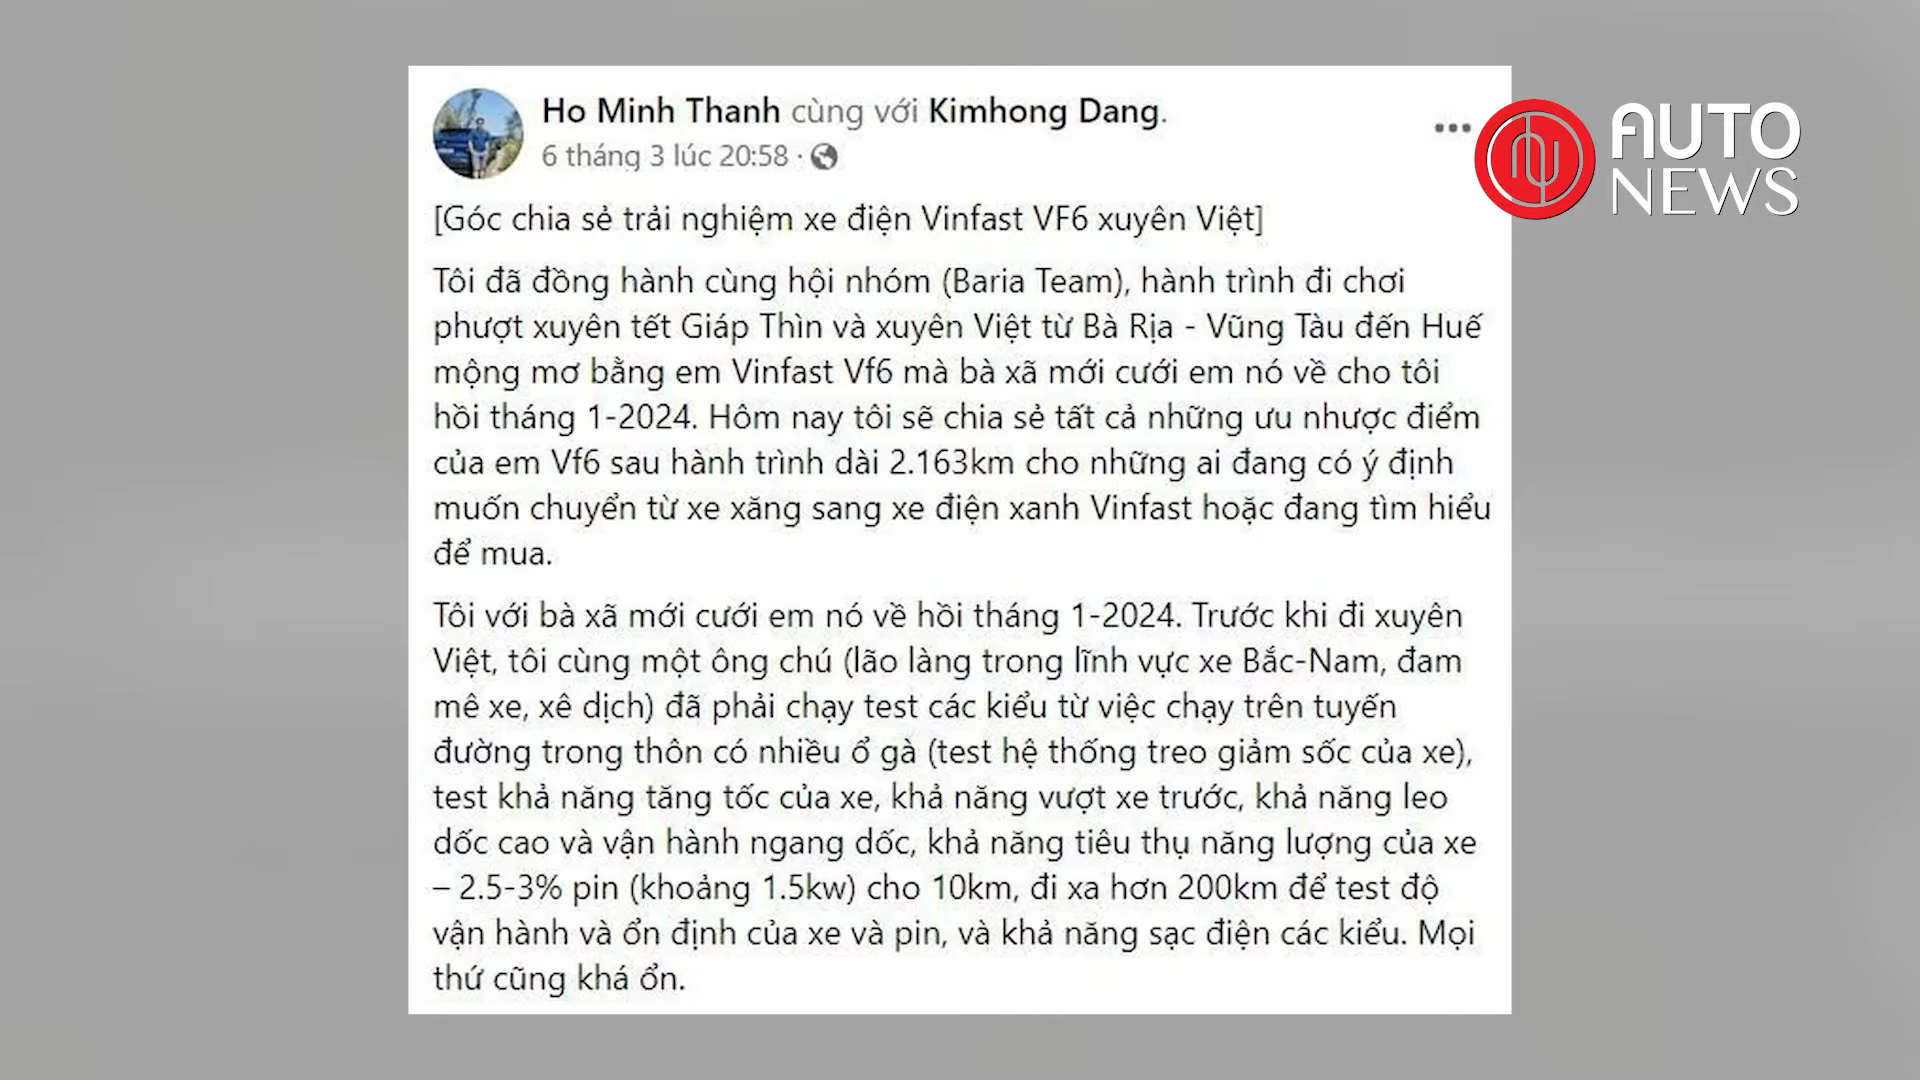 Ho Minh Thanh cùng với Kimhong Dang.
6 tháng 3 lúc 20:58 ·
AUTO
NEWS
[Góc chia sẻ trải nghiệm xe điện Vinfast VF6 xuyên Việt]
Tôi đã đồng hành cùng hội nhóm (Baria Team), hành trình đi chơi
phượt xuyên tết Giáp Thìn và xuyên Việt từ Bà Rịa - Vũng Tàu đến Huế
mộng mơ bằng em Vinfast Vf6 mà bà xã mới cưới em nó về cho tôi
hồi tháng 1-2024. Hôm nay tôi sẽ chia sẻ tất cả những ưu nhược điểm
của em Vf6 sau hành trình dài 2.163km cho những ai đang có ý định
muốn chuyển từ xe xăng sang xe điện xanh Vinfast hoặc đang tìm hiểu
để mua.
Tôi với bà xã mới cưới em nó về hồi tháng 1-2024. Trước khi đi xuyên
Việt, tôi cùng một ông chú (lão làng trong lĩnh vực xe Bắc-Nam, đam
mê xe, xê dịch) đã phải chạy test các kiểu từ việc chạy trên tuyến
đường trong thôn có nhiều ổ gà (test hệ thống treo giảm sốc của xe),
test khả năng tăng tốc của xe, khả năng vượt xe trước, khả năng leo
dốc cao và vận hành ngang dốc, khả năng tiêu thụ năng lượng của xe
– 2.5-3% pin (khoảng 1.5kw) cho 10km, đi xa hơn 200km để test độ
vận hành và ổn định của xe và pin, và khả năng sạc điện các kiểu. Mọi
thứ cũng khá ổn.